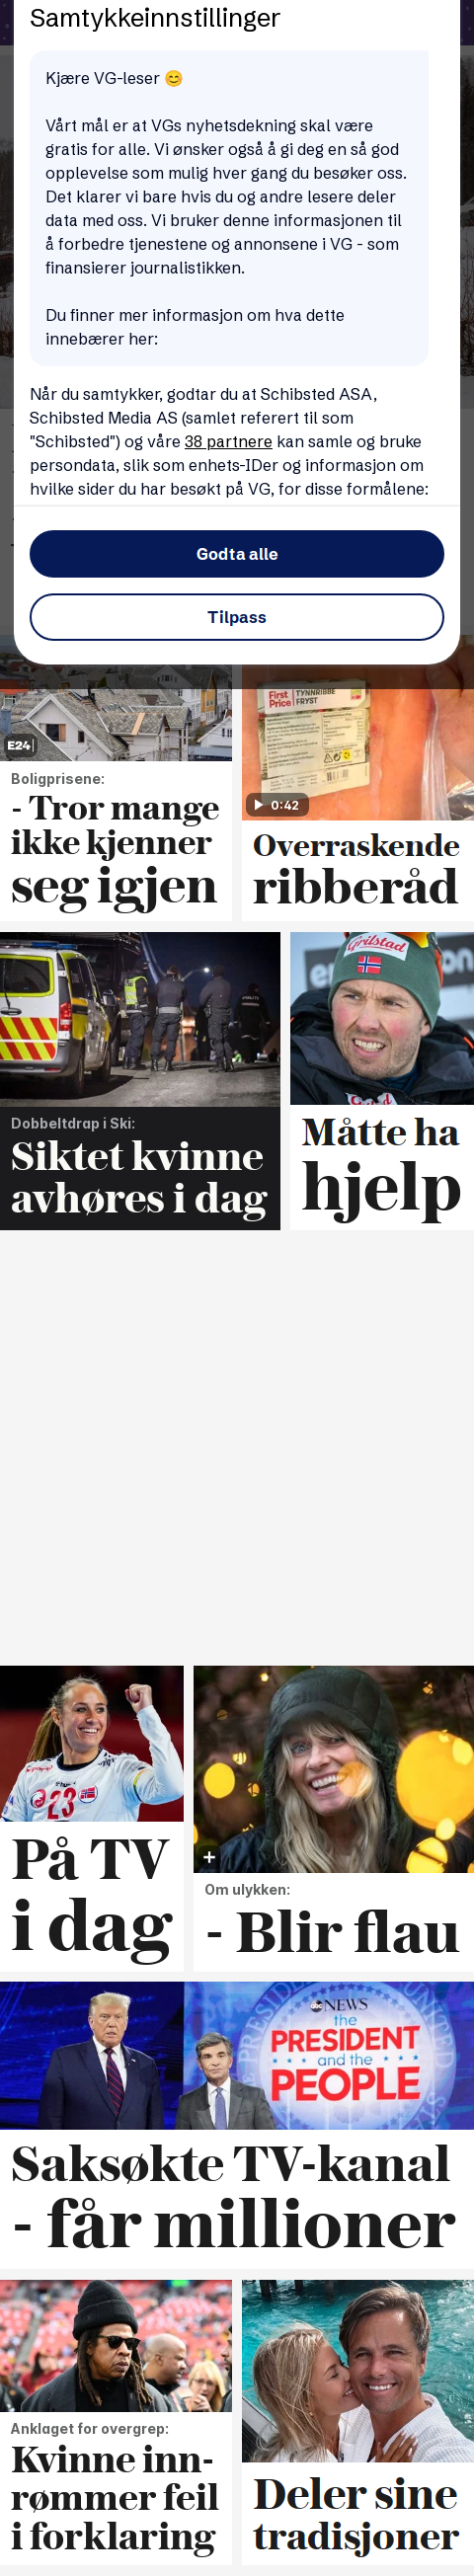 Samtykkeinnstillinger
Kjære VG-leser 😊
Vårt mål er at VGs nyhetsdekning skal være
gratis for alle. Vi ønsker også å gi deg en så god
opplevelse som mulig hver gang du besøker oss.
Det klarer vi bare hvis du og andre lesere deler
data med oss. Vi bruker denne informasjonen til
å forbedre tjenestene og annonsene i VG - som
finansierer journalistikken.
Du finner mer informasjon om hva dette
innebærer her:
Når du samtykker, godtar du at Schibsted ASA,
Schibsted Media AS (samlet referert til som
"Schibsted") og våre 38 partnere kan samle og bruke
persondata, slik som enhets-IDer og informasjon om
hvilke sider du har besøkt på VG, for disse formålene:
Godta alle
Tilpass
E24
Boligprisene:
- Tror mange
ikke kjenner
seg igjen
First
Price
TYNNRIBBE
FRYST
0:42
Overraskende
ribberåd
POLITI
Dobbeltdrap i Ski:
Siktet kvinne
avhøres i dag
Grilstad
Måtte ha
hjelp
23
På TV
i dag
+
Om ulykken:
- Blir flau
abc NEWS
the
PRESIDENT
and the
PEOPLE
Saksøkte TV-kanal
- får millioner
Anklaget for overgrep:
Kvinne inn-
rømmer feil
i forklaring
Deler sine
tradisjoner